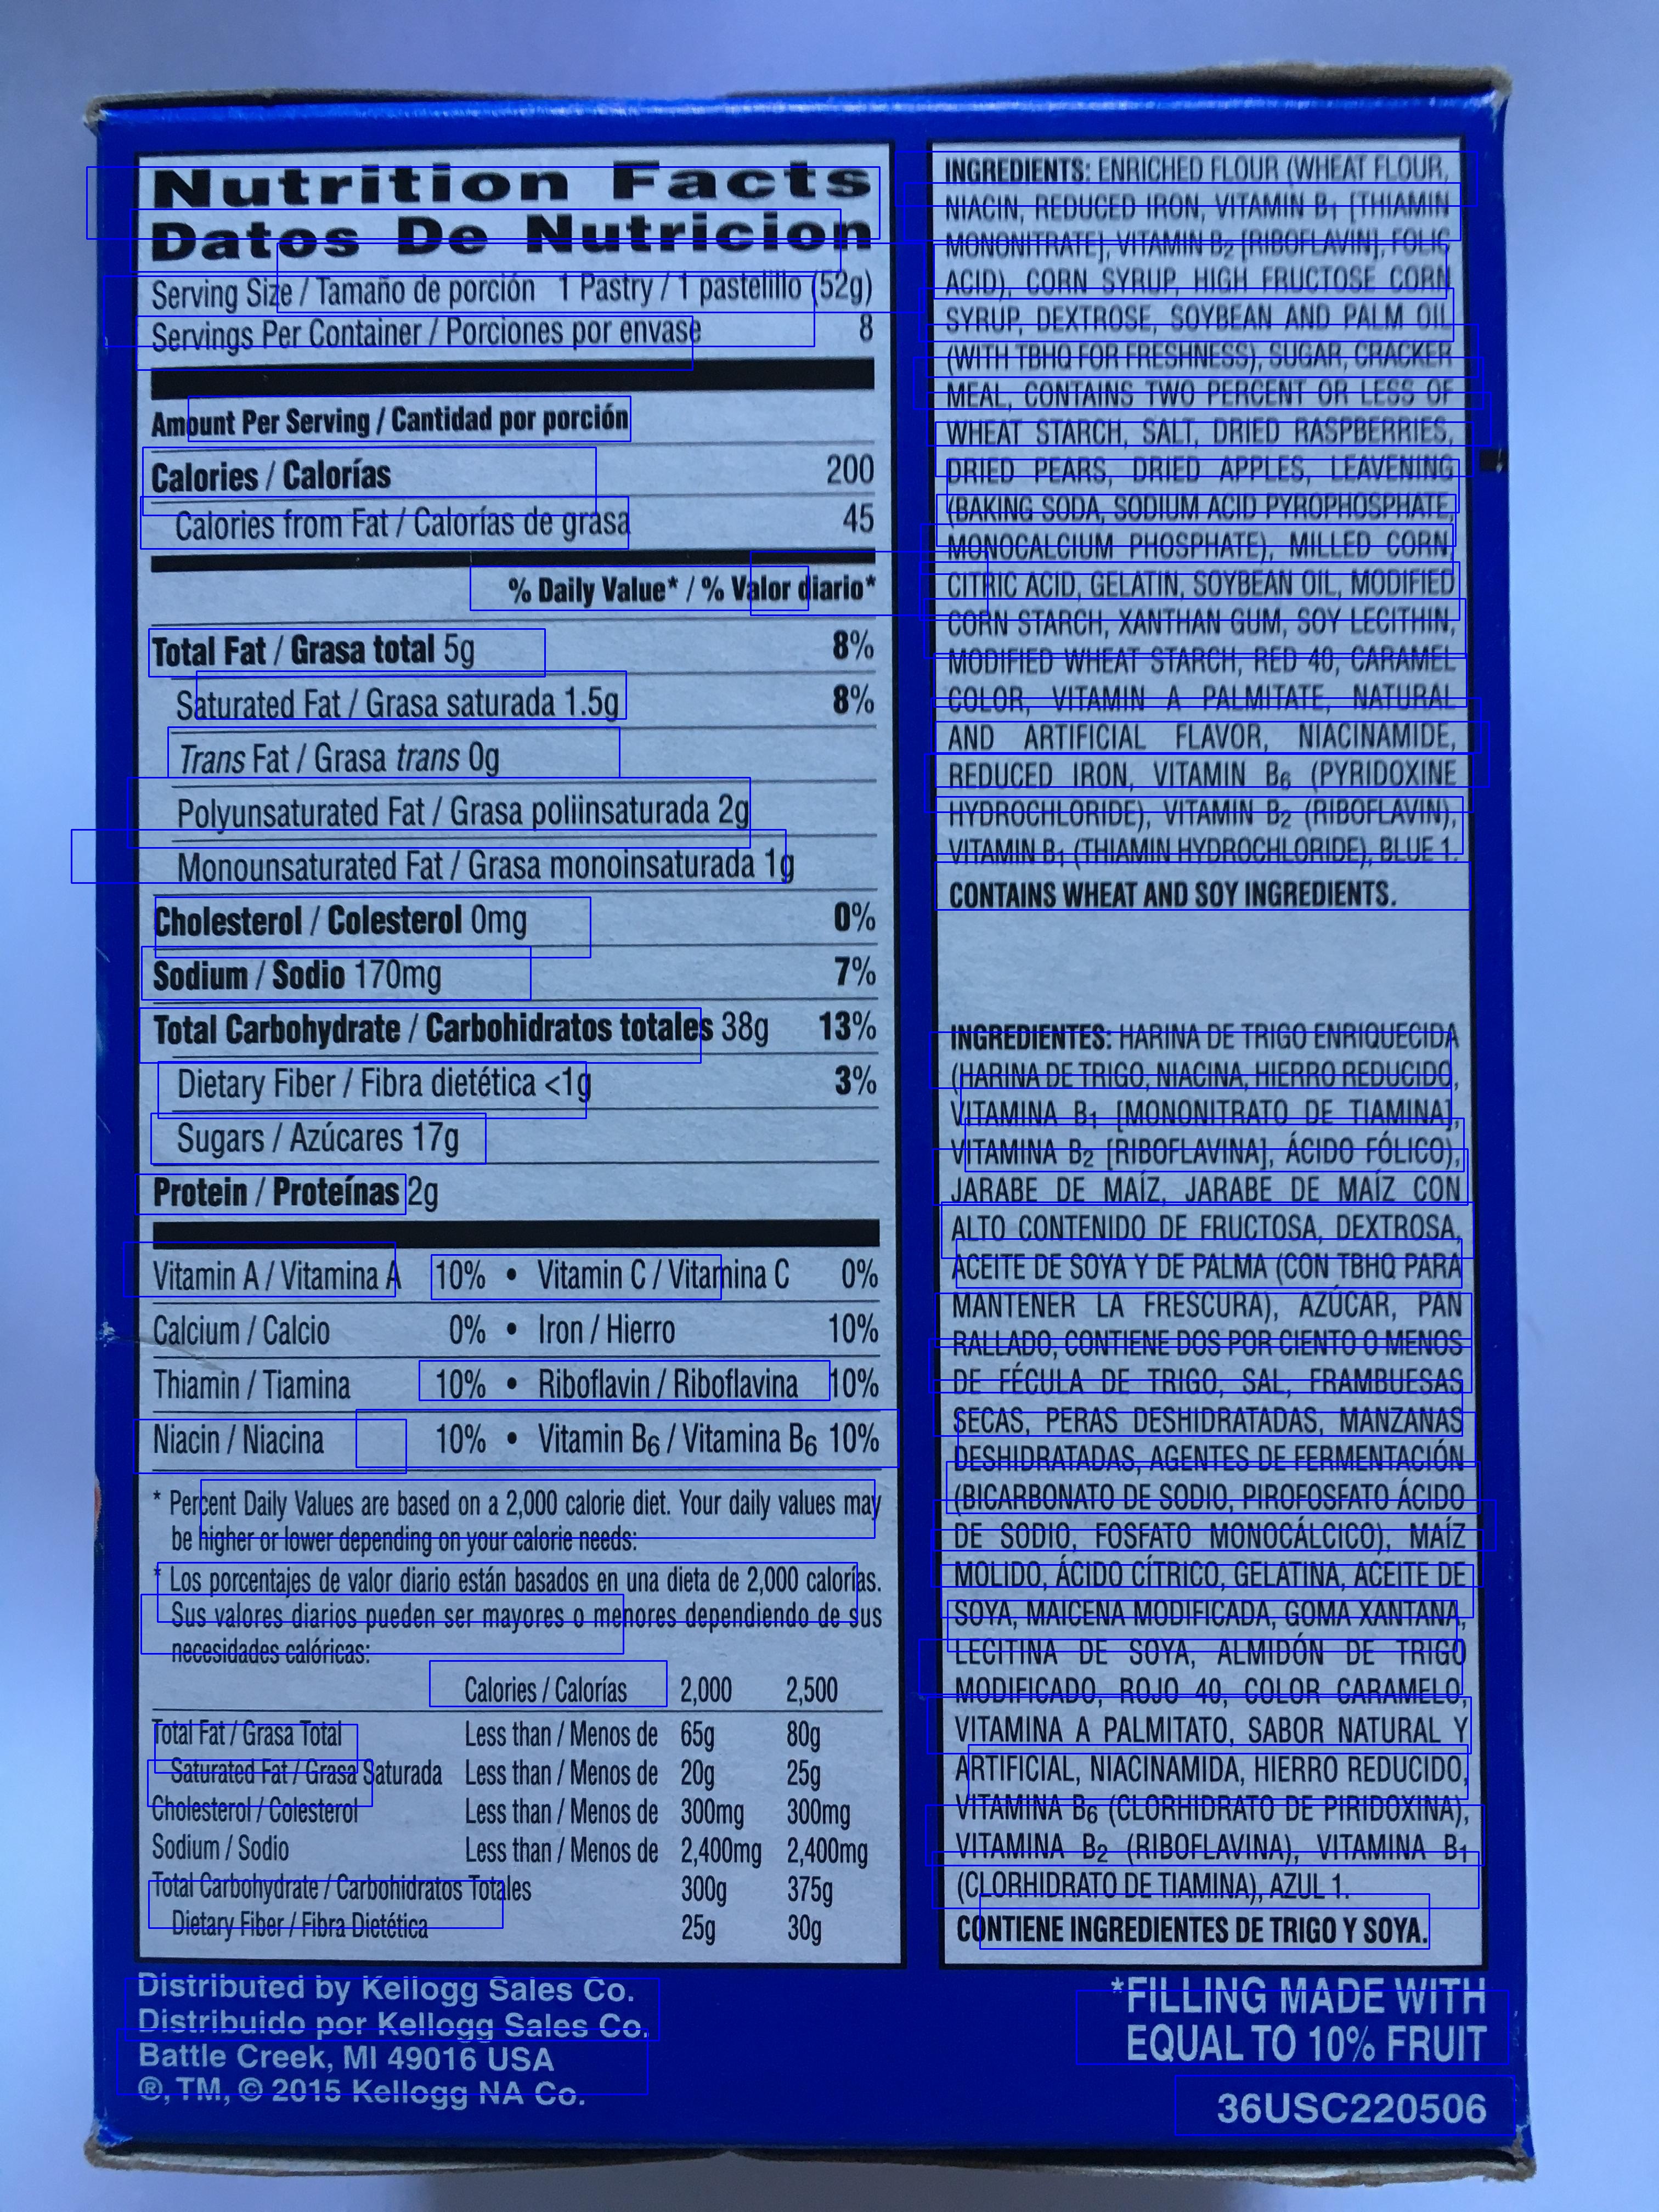 Nutrition Facts
Datos De Nutricion
Serving Size / Tamaño de porción 1 Pastry / 1 pastelillo (52g)
Servings Per Container / Porciones por envase 8
Amount Per Serving / Cantidad por porción
Calories / Calorías 200
Calories from Fat / Calorías de grasa 45
% Daily Value* / % Valor diario*
Total Fat / Grasa total 5g 8%
Saturated Fat / Grasa saturada 1.5g 8%
Trans Fat / Grasa trans 0g
Polyunsaturated Fat / Grasa poliinsaturada 2g
Monounsaturated Fat / Grasa monoinsaturada 1g
Cholesterol / Colesterol 0mg 0%
Sodium / Sodio 170mg 7%
Total Carbohydrate / Carbohidratos totales 38g 13%
Dietary Fiber / Fibra dietética <1g 3%
Sugars / Azúcares 17g
Protein / Proteínas 2g
Vitamin A / Vitamina A 10% • Vitamin C / Vitamina C 0%
Calcium / Calcio 0% • Iron / Hierro 10%
Thiamin / Tiamina 10% • Riboflavin / Riboflavina 10%
Niacin / Niacina 10% • Vitamin B6 / Vitamina B6 10%
* Percent Daily Values are based on a 2,000 calorie diet. Your daily values may
be higher or lower depending on your calorie needs:
* Los porcentajes de valor diario están basados en una dieta de 2,000 calorías.
Sus valores diarios pueden ser mayores o menores dependiendo de sus
necesidades calóricas:
Calories / Calorías 2,000 2,500
Total Fat / Grasa Total Less than / Menos de 65g 80g
Saturated Fat / Grasa Saturada Less than / Menos de 20g 25g
Cholesterol / Colesterol Less than / Menos de 300mg 300mg
Sodium / Sodio Less than / Menos de 2,400mg 2,400mg
Total Carbohydrate / Carbohidratos Totales 300g 375g
Dietary Fiber / Fibra Dietética 25g 30g
Distributed by Kellogg Sales Co.
Distribuido por Kellogg Sales Co.
Battle Creek, MI 49016 USA
®, TM, © 2015 Kellogg NA Co.
INGREDIENTS: ENRICHED FLOUR (WHEAT FLOUR,
NIACIN, REDUCED IRON, VITAMIN B1 [THIAMIN
MONONITRATE], VITAMIN B2 [RIBOFLAVIN], FOLIC
ACID), CORN SYRUP, HIGH FRUCTOSE CORN
SYRUP, DEXTROSE, SOYBEAN AND PALM OIL
(WITH TBHQ FOR FRESHNESS), SUGAR, CRACKER
MEAL, CONTAINS TWO PERCENT OR LESS OF
WHEAT STARCH, SALT, DRIED RASPBERRIES,
DRIED PEARS, DRIED APPLES, LEAVENING
(BAKING SODA, SODIUM ACID PYROPHOSPHATE,
MONOCALCIUM PHOSPHATE), MILLED CORN,
CITRIC ACID, GELATIN, SOYBEAN OIL, MODIFIED
CORN STARCH, XANTHAN GUM, SOY LECITHIN,
MODIFIED WHEAT STARCH, RED 40, CARAMEL
COLOR, VITAMIN A PALMITATE, NATURAL
AND ARTIFICIAL FLAVOR, NIACINAMIDE,
REDUCED IRON, VITAMIN B6 (PYRIDOXINE
HYDROCHLORIDE), VITAMIN B2 (RIBOFLAVIN),
VITAMIN B1 (THIAMIN HYDROCHLORIDE), BLUE 1.
CONTAINS WHEAT AND SOY INGREDIENTS.
INGREDIENTES: HARINA DE TRIGO ENRIQUECIDA
(HARINA DE TRIGO, NIACINA, HIERRO REDUCIDO,
VITAMINA B1 [MONONITRATO DE TIAMINA],
VITAMINA B2 [RIBOFLAVINA], ÁCIDO FÓLICO),
JARABE DE MAÍZ, JARABE DE MAÍZ CON
ALTO CONTENIDO DE FRUCTOSA, DEXTROSA,
ACEITE DE SOYA Y DE PALMA (CON TBHQ PARA
MANTENER LA FRESCURA), AZÚCAR, PAN
RALLADO, CONTIENE DOS POR CIENTO O MENOS
DE FÉCULA DE TRIGO, SAL, FRAMBUESAS
SECAS, PERAS DESHIDRATADAS, MANZANAS
DESHIDRATADAS, AGENTES DE FERMENTACIÓN
(BICARBONATO DE SODIO, PIROFOSFATO ÁCIDO
DE SODIO, FOSFATO MONOCÁLCICO), MAÍZ
MOLIDO, ÁCIDO CÍTRICO, GELATINA, ACEITE DE
SOYA, MAICENA MODIFICADA, GOMA XANTANA,
LECITINA DE SOYA, ALMIDÓN DE TRIGO
MODIFICADO, ROJO 40, COLOR CARAMELO,
VITAMINA A PALMITATO, SABOR NATURAL Y
ARTIFICIAL, NIACINAMIDA, HIERRO REDUCIDO,
VITAMINA B6 (CLORHIDRATO DE PIRIDOXINA),
VITAMINA B2 (RIBOFLAVINA), VITAMINA B1
(CLORHIDRATO DE TIAMINA), AZUL 1.
CONTIENE INGREDIENTES DE TRIGO Y SOYA.
*FILLING MADE WITH
EQUAL TO 10% FRUIT
36USC220506